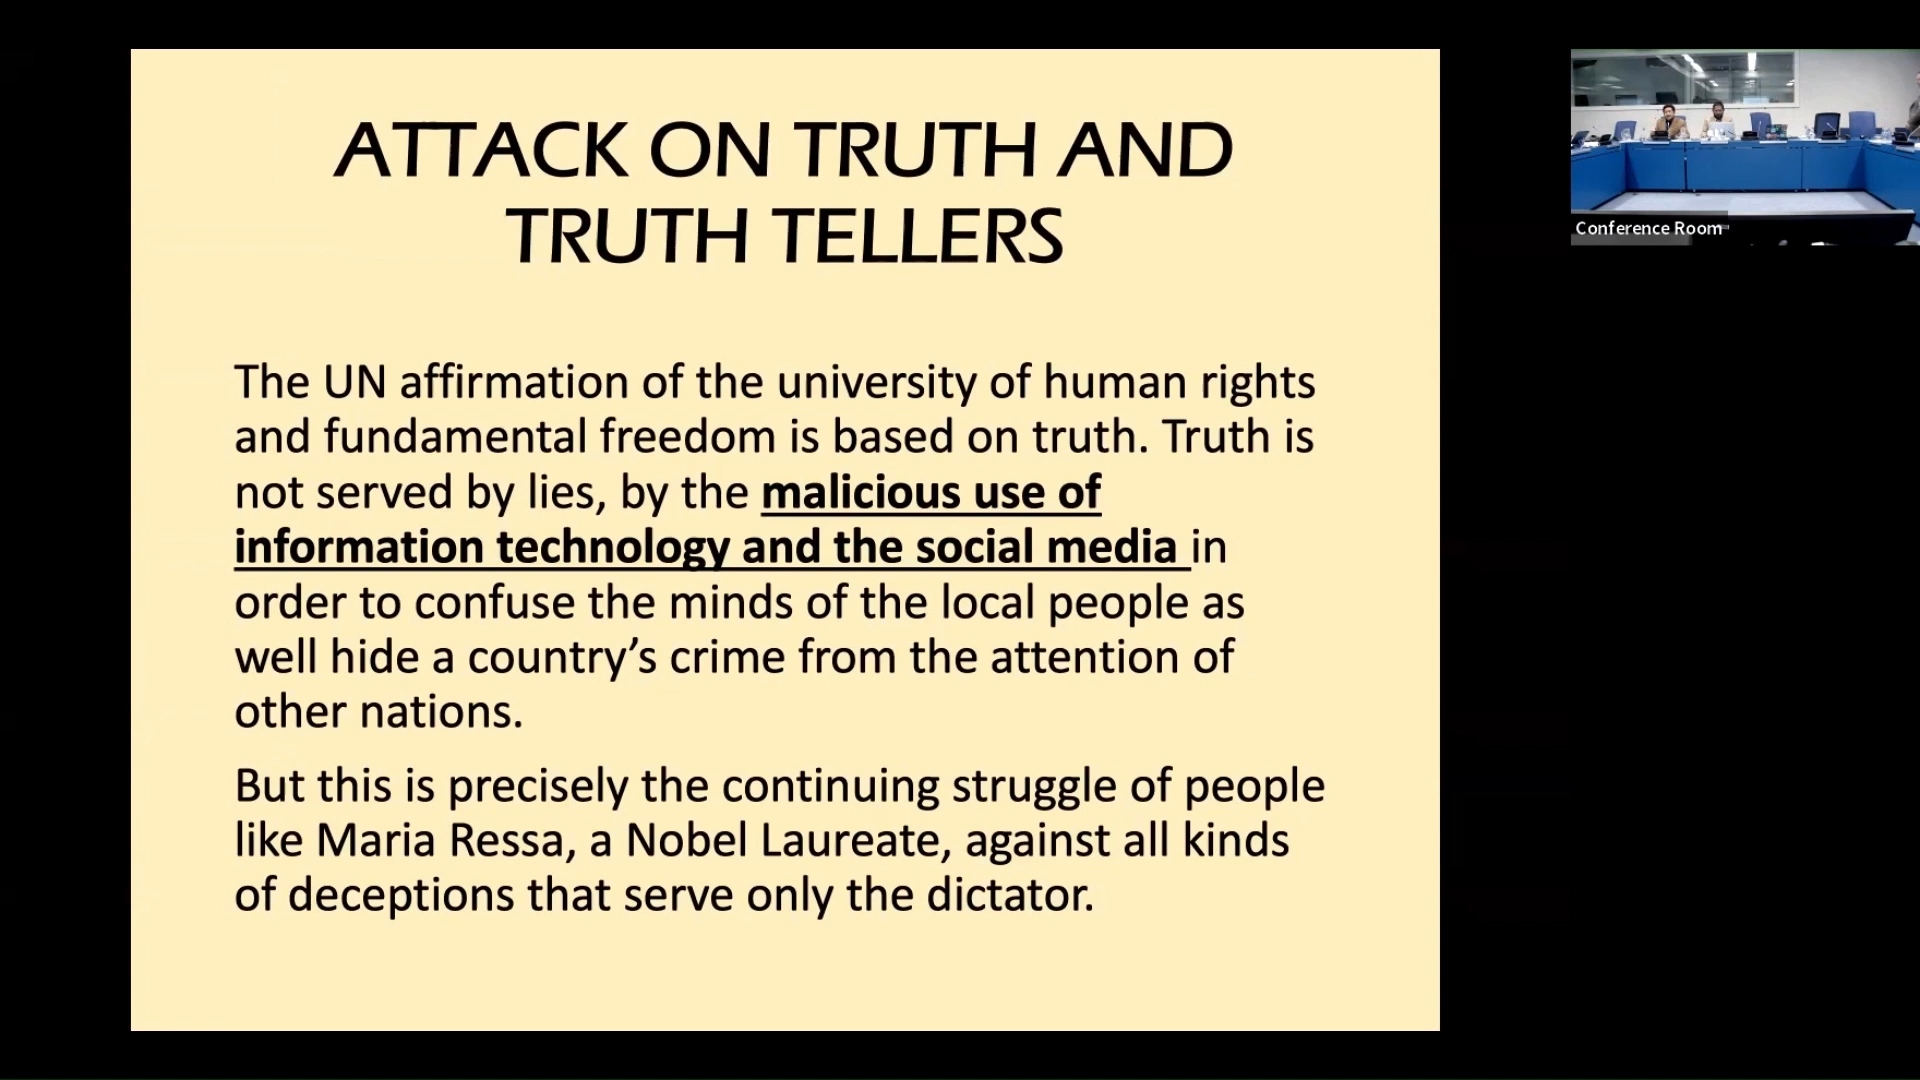 ATTACK ON TRUTH AND
TRUTH TELLERS
The UN affirmation of the university of human rights
and fundamental freedom is based on truth. Truth is
not served by lies, by the malicious use of
information technology and the social media in
order to confuse the minds of the local people as
well hide a country’s crime from the attention of
other nations.
But this is precisely the continuing struggle of people
like Maria Ressa, a Nobel Laureate, against all kinds
of deceptions that serve only the dictator.
Conference Room